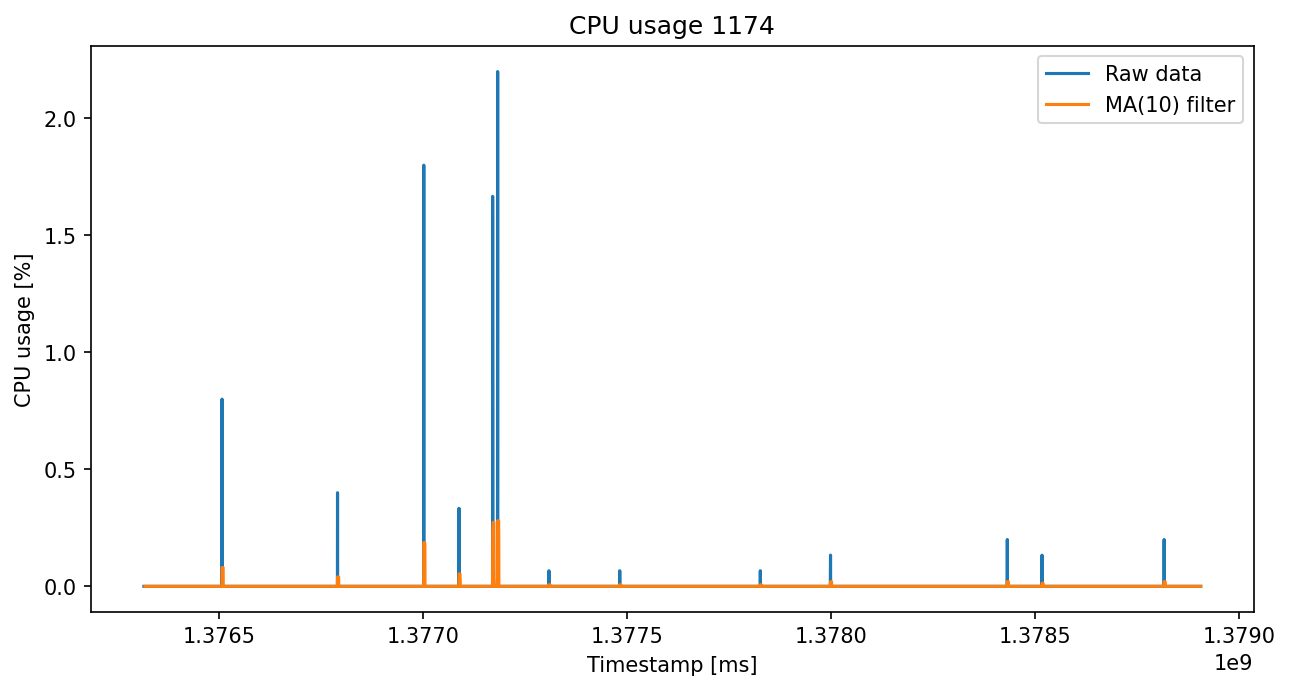 CPU usage 1174
Raw data
MA(10) filter
CPU usage [%]
2.0
1.5
1.0
0.5
0.0
1.3765 1.3770 1.3775 1.3780 1.3785 1.3790
Timestamp [ms]
1e9